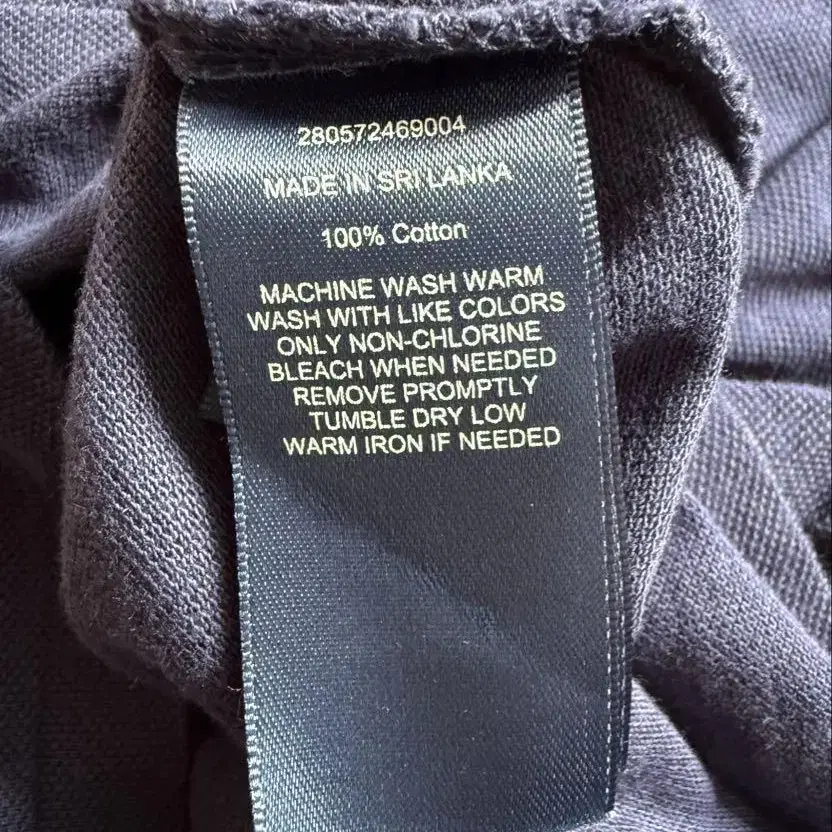 280572469004
MADE IN SRI LANKA
100% Cotton
MACHINE WASH WARM
WASH WITH LIKE COLORS
ONLY NON-CHLORINE
BLEACH WHEN NEEDED
REMOVE PROMPTLY
TUMBLE DRY LOW
WARM IRON IF NEEDED